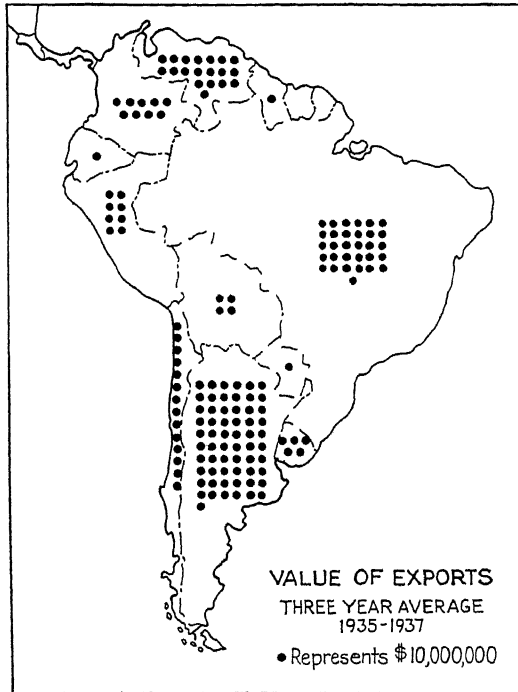 VALUE OF EXPORTS
THREE YEAR AVERAGE
1935-1937
• Represents $10,000,000